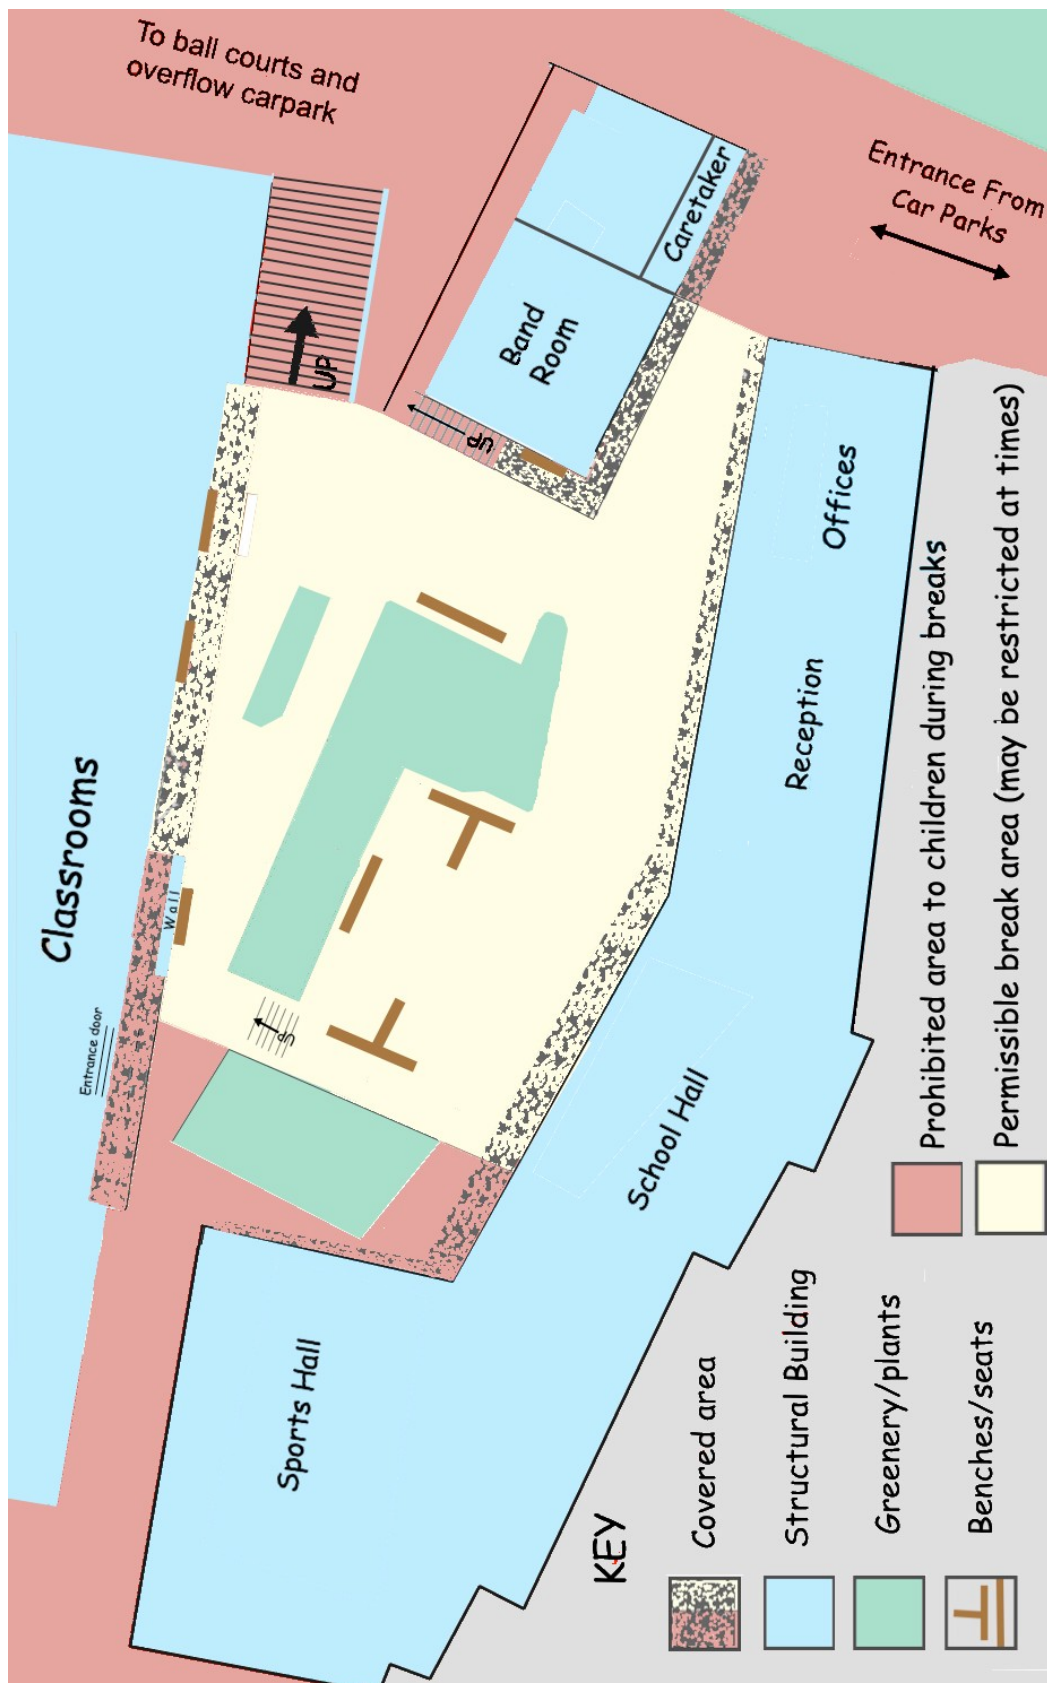 To ball courts and
overflow carpark
Entrance From
Car Parks
Caretaker
Band
Room
UP
UP
Offices
Reception
Classrooms
Wall
Entrance door
UP
School Hall
Sports Hall
KEY
Covered area
Structural Building
Greenery/plants
Benches/seats
Prohibited area to children during breaks
Permissible break area (may be restricted at times)